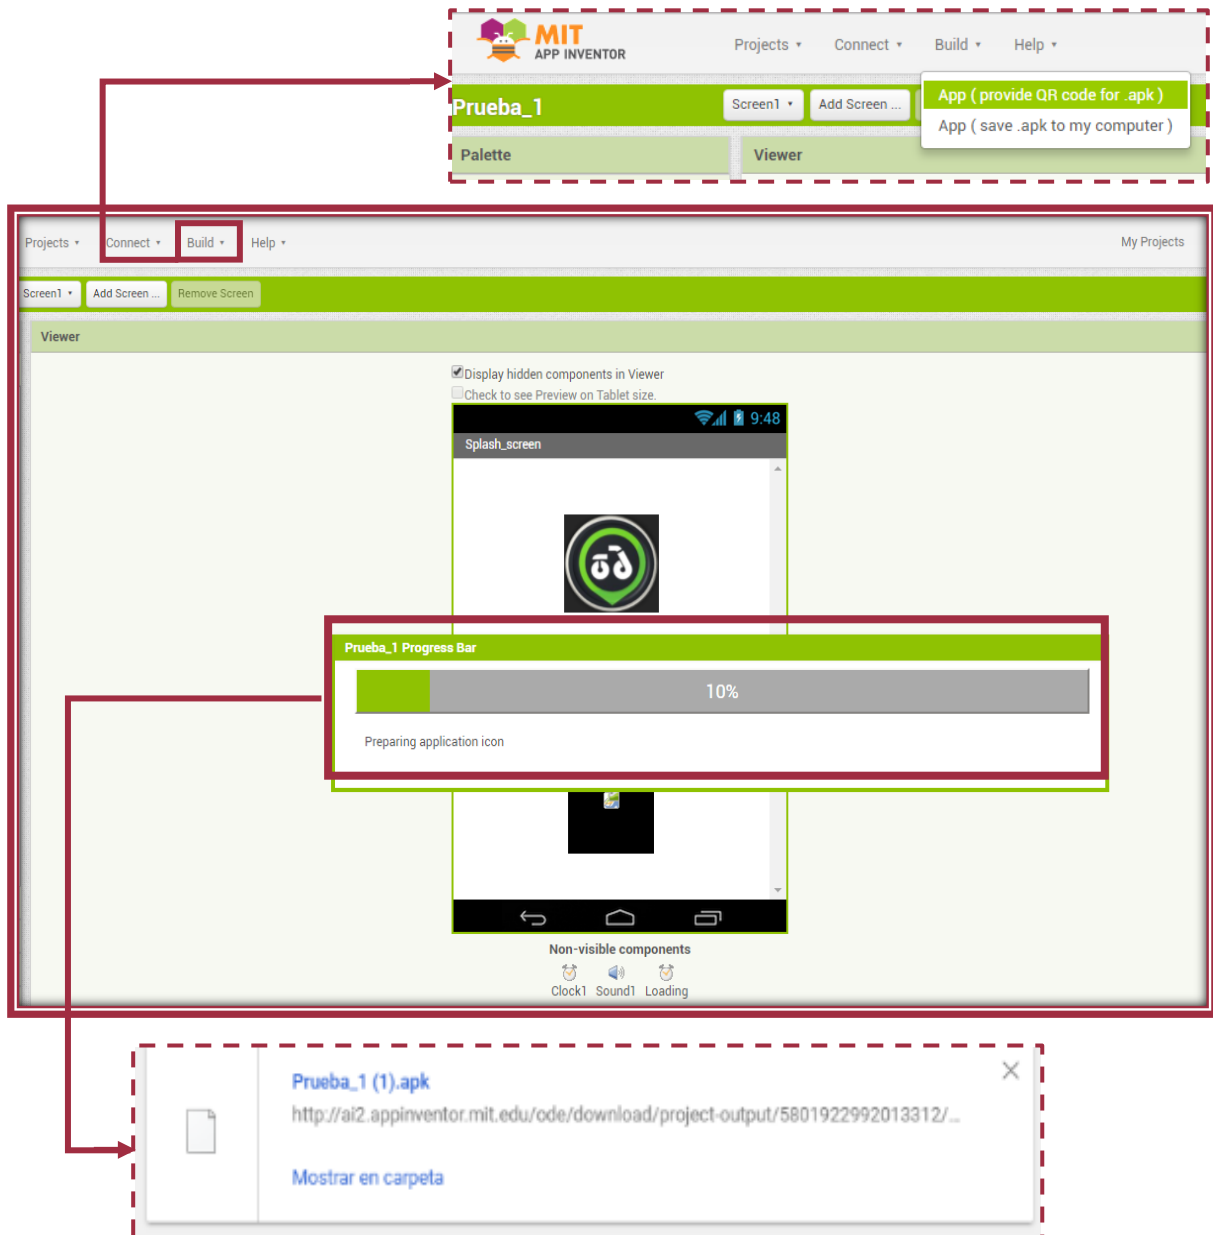 MIT
APP INVENTOR
Projects Connect Build Help
App ( provide QR code for .apk )
Prueba_1 Screen1 Add Screen ...
App ( save .apk to my computer )
Palette Viewer
Projects Connect Build Help My Projects
Screen1 Add Screen ... Remove Screen
Viewer
Display hidden components in Viewer
Check to see Preview on Tablet size.
9:48
Splash_screen
Prueba_1 Progress Bar
10%
Preparing application icon
Non-visible components
Clock1 Sound1 Loading
Prueba_1 (1).apk
http://ai2.appinventor.mit.edu/ode/download/project-output/5801922992013312/...
Mostrar en carpeta